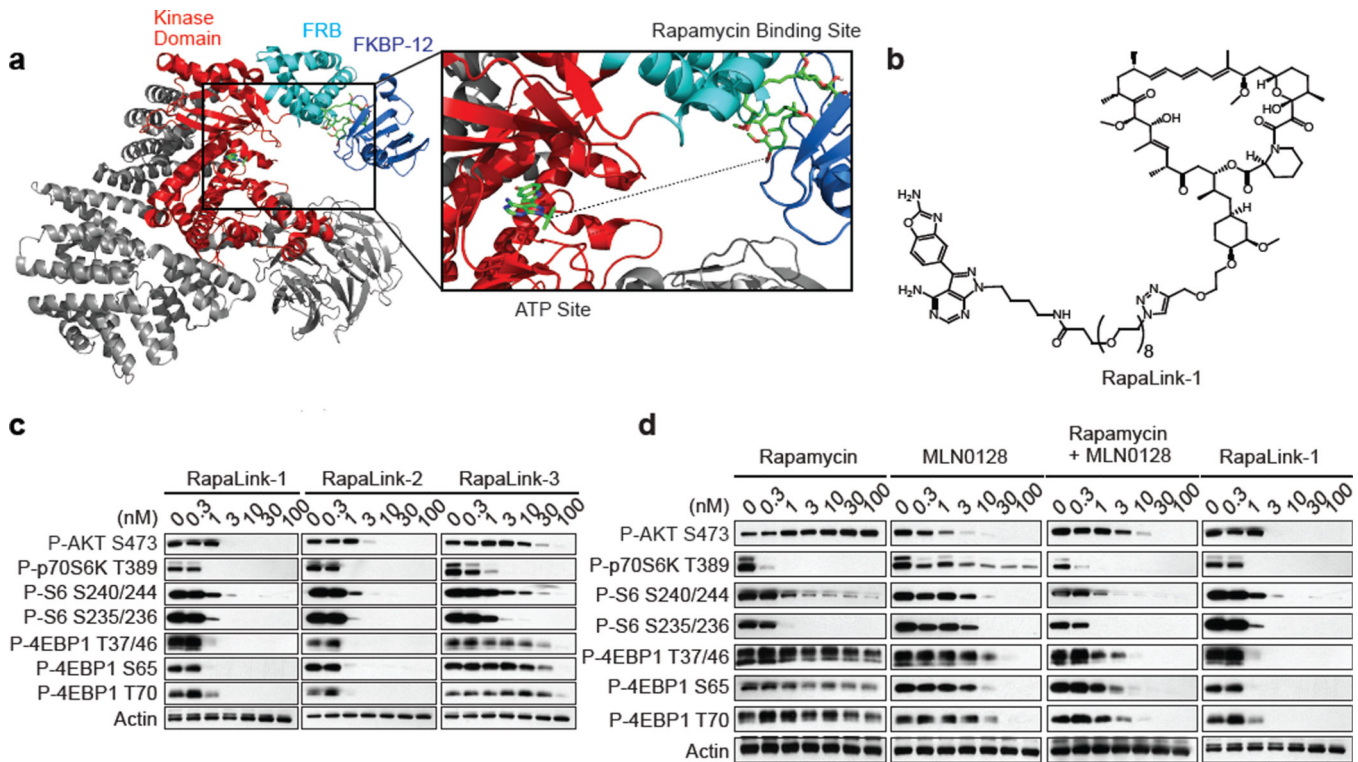 a
Kinase
Domain
FRB
FKBP-12
Rapamycin Binding Site
ATP Site
b
H
O
O
HO
O
O
OH
O
N
H
O
O
O
O
H
H2N
O
N
N
N
H2N
N
N
NH
O
O
8
N
N
N
O
O
RapaLink-1
c
RapaLink-1 RapaLink-2 RapaLink-3
(nM) 0 0.3 1 3 10 30 100 0 0.3 1 3 10 30 100 0 0.3 1 3 10 30 100
P-AKT S473
P-p70S6K T389
P-S6 S240/244
P-S6 S235/236
P-4EBP1 T37/46
P-4EBP1 S65
P-4EBP1 T70
Actin
d
Rapamycin MLN0128 Rapamycin + MLN0128 RapaLink-1
(nM) 0 0.3 1 3 10 30 100 0 0.3 1 3 10 30 100 0 0.3 1 3 10 30 100 0 0.3 1 3 10 30 100
P-AKT S473
P-p70S6K T389
P-S6 S240/244
P-S6 S235/236
P-4EBP1 T37/46
P-4EBP1 S65
P-4EBP1 T70
Actin